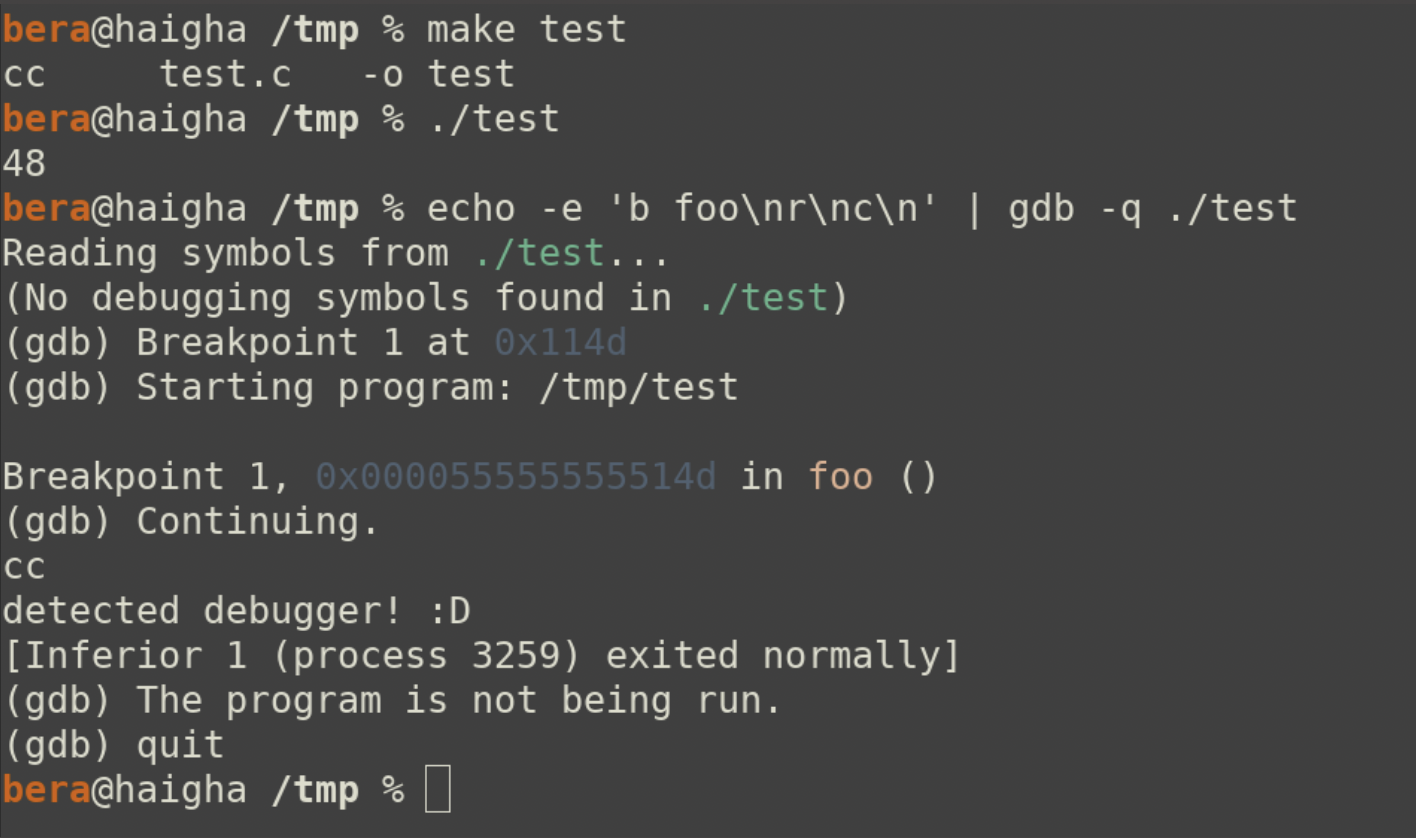 bera@haigha /tmp % make test
cc     test.c   -o test
bera@haigha /tmp % ./test
48
bera@haigha /tmp % echo -e 'b foo\nr\nc\n' | gdb -q ./test
Reading symbols from ./test...
(No debugging symbols found in ./test)
(gdb) Breakpoint 1 at 0x114d
(gdb) Starting program: /tmp/test

Breakpoint 1, 0x000055555555514d in foo ()
(gdb) Continuing.
cc
detected debugger! :D
[Inferior 1 (process 3259) exited normally]
(gdb) The program is not being run.
(gdb) quit
bera@haigha /tmp %